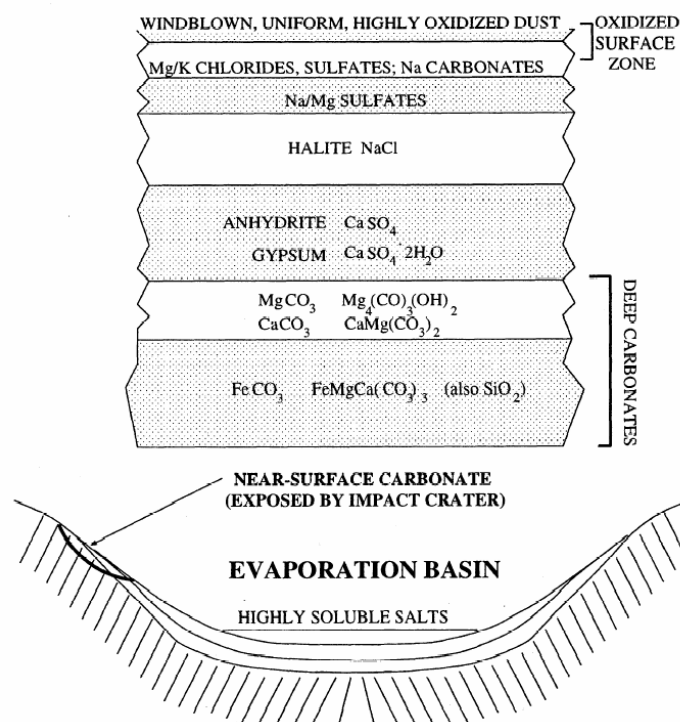 WINDBLOWN, UNIFORM, HIGHLY OXIDIZED DUST
OXIDIZED
SURFACE
ZONE
Mg/K CHLORIDES, SULFATES; Na CARBONATES
Na/Mg SULFATES
HALITE NaCl
ANHYDRITE CaSO₄
GYPSUM CaSO₄·2H₂O
MgCO₃ Mg₄(CO)₃(OH)₂
CaCO₃ CaMg(CO₃)₂
FeCO₃ FeMgCa(CO₃)₃ (also SiO₂)
DEEP CARBONATES
NEAR-SURFACE CARBONATE
(EXPOSED BY IMPACT CRATER)
EVAPORATION BASIN
HIGHLY SOLUBLE SALTS